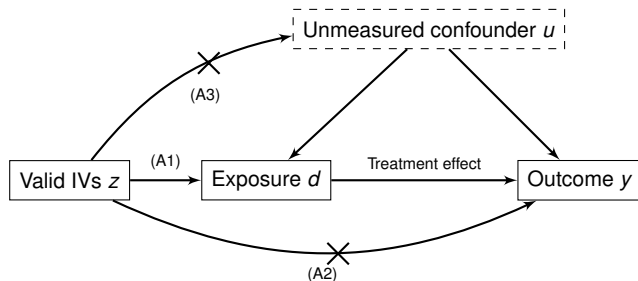 Unmeasured confounder u
(A3)
(A1)
Treatment effect
Valid IVs z
Exposure d
Outcome y
(A2)